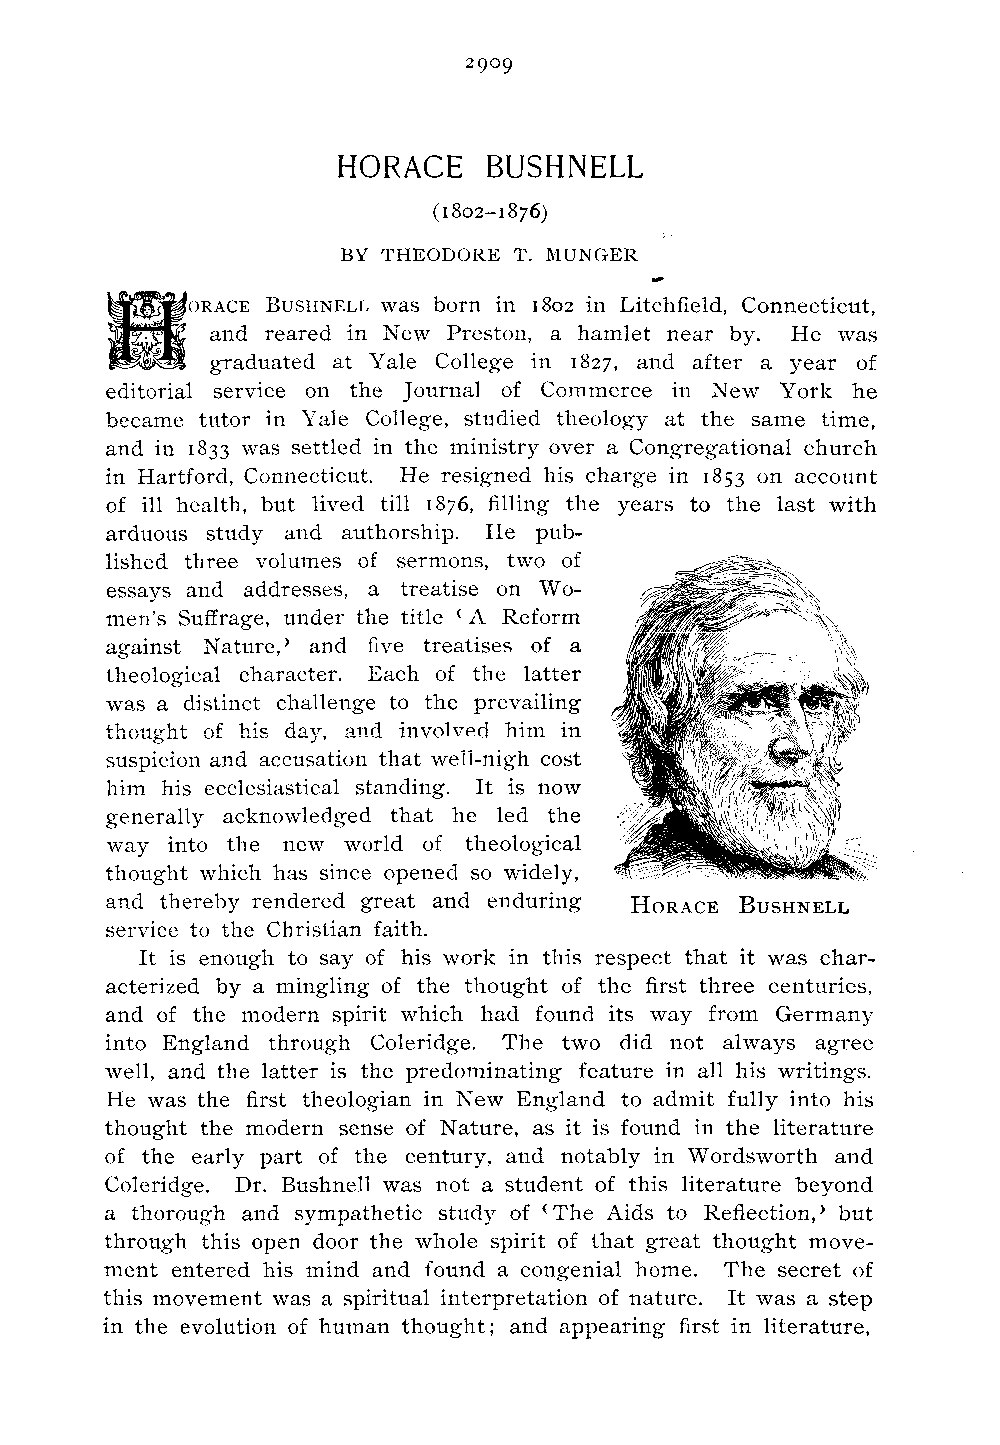 2909
HORACE BUSHNELL
(1802–1876)
BY THEODORE T. MUNGER
HORACE BUSHNELL was born in 1802 in Litchfield, Connecticut,
and reared in New Preston, a hamlet near by. He was
graduated at Yale College in 1827, and after a year of
editorial service on the Journal of Commerce in New York he
became tutor in Yale College, studied theology at the same time,
and in 1833 was settled in the ministry over a Congregational church
in Hartford, Connecticut. He resigned his charge in 1853 on account
of ill health, but lived till 1876, filling the years to the last with
arduous study and authorship. He pub-
lished three volumes of sermons, two of
essays and addresses, a treatise on Wo-
men's Suffrage, under the title ‹A Reform
against Nature,› and five treatises of a
theological character. Each of the latter
was a distinct challenge to the prevailing
thought of his day, and involved him in
suspicion and accusation that well-nigh cost
him his ecclesiastical standing. It is now
generally acknowledged that he led the
way into the new world of theological
thought which has since opened so widely,
and thereby rendered great and enduring
service to the Christian faith.
HORACE BUSHNELL
It is enough to say of his work in this respect that it was char-
acterized by a mingling of the thought of the first three centuries,
and of the modern spirit which had found its way from Germany
into England through Coleridge. The two did not always agree
well, and the latter is the predominating feature in all his writings.
He was the first theologian in New England to admit fully into his
thought the modern sense of Nature, as it is found in the literature
of the early part of the century, and notably in Wordsworth and
Coleridge. Dr. Bushnell was not a student of this literature beyond
a thorough and sympathetic study of ‹The Aids to Reflection,› but
through this open door the whole spirit of that great thought move-
ment entered his mind and found a congenial home. The secret of
this movement was a spiritual interpretation of nature. It was a step
in the evolution of human thought; and appearing first in literature,